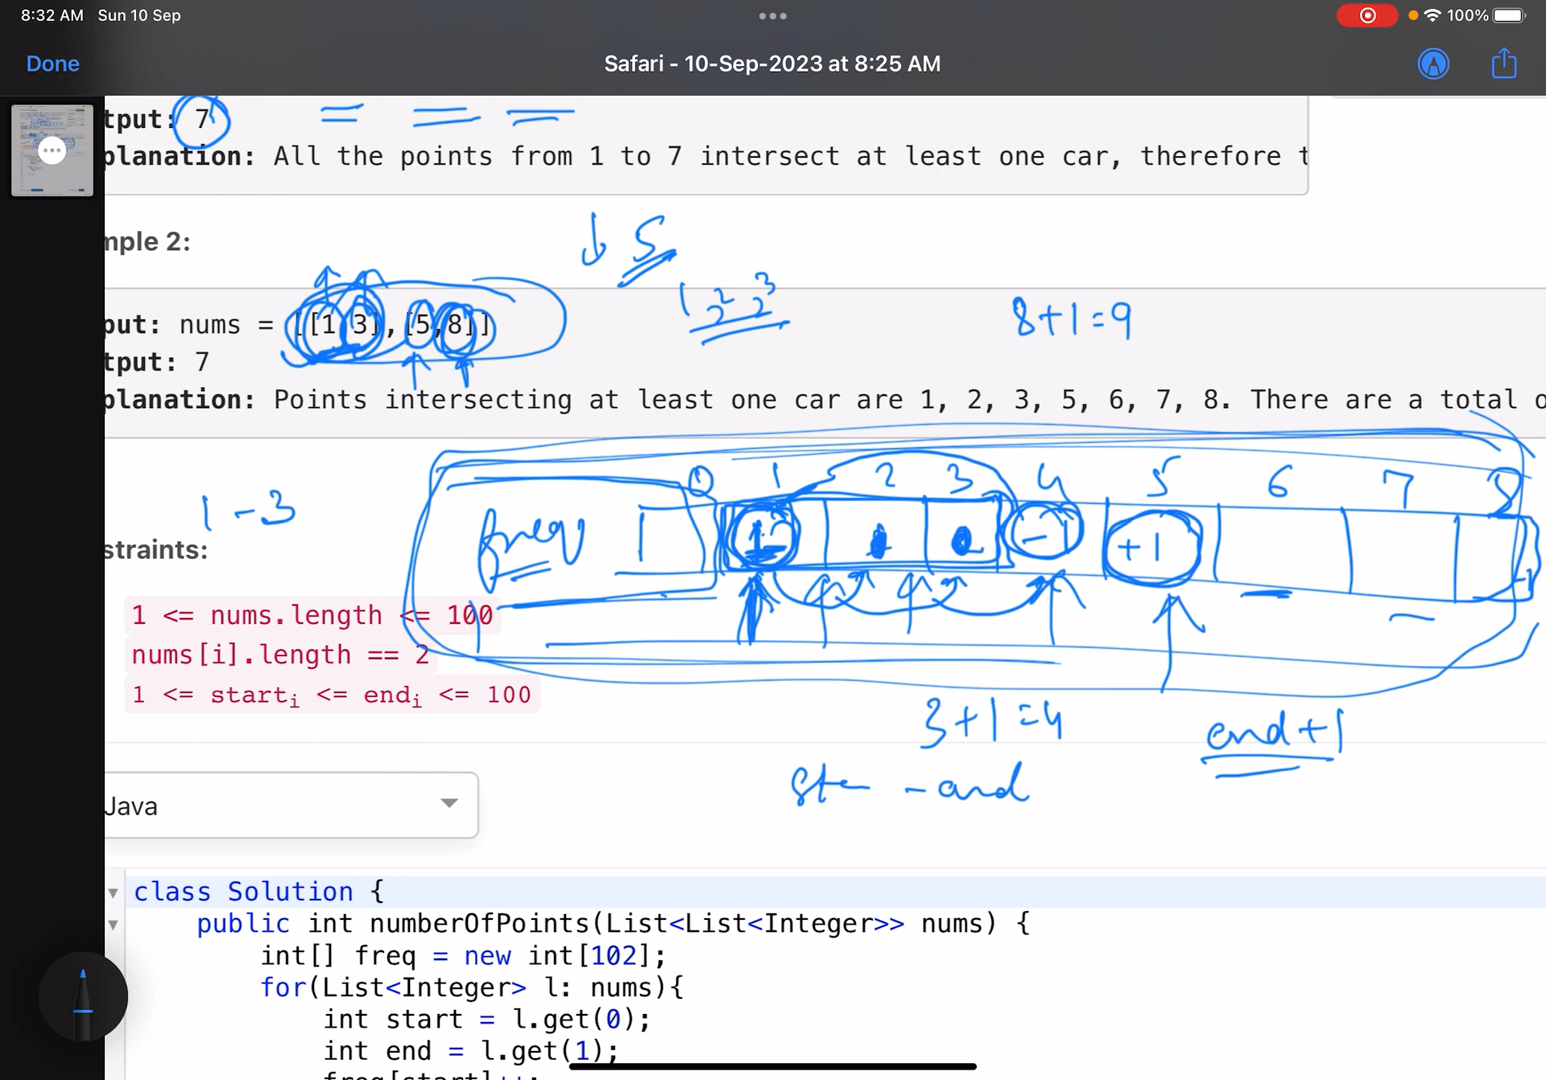 8:32 AM Sun 10 Sep
100%
Done
Safari - 10-Sep-2023 at 8:25 AM
tput: 7
planation: All the points from 1 to 7 intersect at least one car, therefore t
mple 2:
5
put: nums = [[1,3],[5,8]]
8+1=9
tput: 7
planation: Points intersecting at least one car are 1, 2, 3, 5, 6, 7, 8. There are a total o
0 1 2 3 4 5 6 7 8
1-3
freq
-1 +1
straints:
1 <= nums.length <= 100
nums[i].length == 2
1 <= starti <= endi <= 100
3+1=4
end+1
Java
class Solution {
public int numberOfPoints(List<List<Integer>> nums) {
int[] freq = new int[102];
for(List<Integer> l: nums){
int start = l.get(0);
int end = l.get(1);